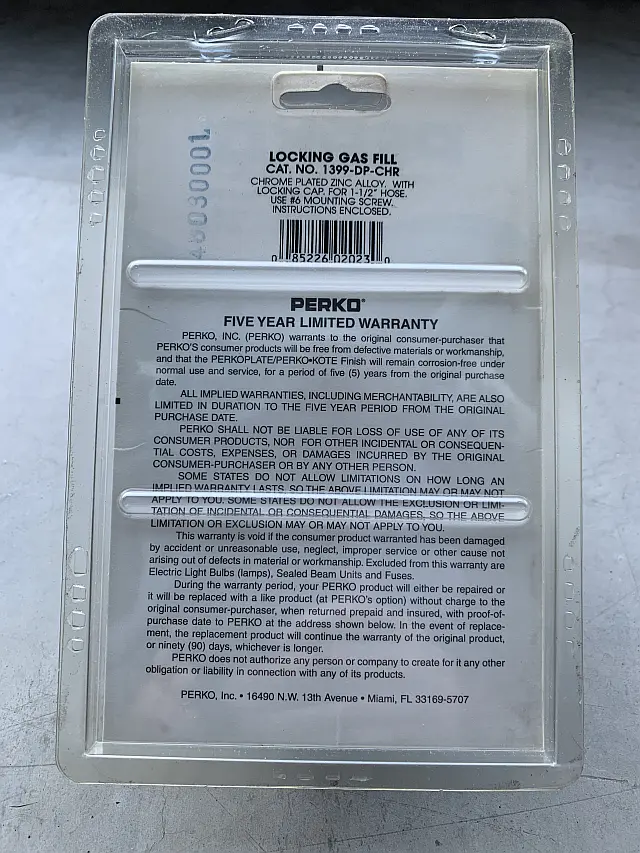 LOCKING GAS FILL
CAT. NO. 1399-DP-CHR
CHROME PLATED ZINC ALLOY. WITH
LOCKING CAP. FOR 1-1/2" HOSE.
USE #6 MOUNTING SCREW.
INSTRUCTIONS ENCLOSED.
0 85226 02023 0
PERKO®
FIVE YEAR LIMITED WARRANTY
PERKO, INC. (PERKO) warrants to the original consumer-purchaser that
PERKO'S consumer products will be free from defective materials or workmanship,
and that the PERKOPLATE/PERKO•KOTE Finish will remain corrosion-free under
normal use and service, for a period of five (5) years from the original purchase
date.
ALL IMPLIED WARRANTIES, INCLUDING MERCHANTABILITY, ARE ALSO
LIMITED IN DURATION TO THE FIVE YEAR PERIOD FROM THE ORIGINAL
PURCHASE DATE.
PERKO SHALL NOT BE LIABLE FOR LOSS OF USE OF ANY OF ITS
CONSUMER PRODUCTS, NOR FOR OTHER INCIDENTAL OR CONSEQUEN-
TIAL COSTS, EXPENSES, OR DAMAGES INCURRED BY THE ORIGINAL
CONSUMER-PURCHASER OR BY ANY OTHER PERSON.
SOME STATES DO NOT ALLOW LIMITATIONS ON HOW LONG AN
IMPLIED WARRANTY LASTS, SO THE ABOVE LIMITATION MAY OR MAY NOT
APPLY TO YOU. SOME STATES DO NOT ALLOW THE EXCLUSION OR LIMI-
TATION OF INCIDENTAL OR CONSEQUENTIAL DAMAGES, SO THE ABOVE
LIMITATION OR EXCLUSION MAY OR MAY NOT APPLY TO YOU.
This warranty is void if the consumer product warranted has been damaged
by accident or unreasonable use, neglect, improper service or other cause not
arising out of defects in material or workmanship. Excluded from this warranty are
Electric Light Bulbs (lamps), Sealed Beam Units and Fuses.
During the warranty period, your PERKO product will either be repaired or
it will be replaced with a like product (at PERKO's option) without charge to the
original consumer-purchaser, when returned prepaid and insured, with proof-of-
purchase date to PERKO at the address shown below. In the event of replace-
ment, the replacement product will continue the warranty of the original product,
or ninety (90) days, whichever is longer.
PERKO does not authorize any person or company to create for it any other
obligation or liability in connection with any of its products.
PERKO, Inc. • 16490 N.W. 13th Avenue • Miami, FL 33169-5707